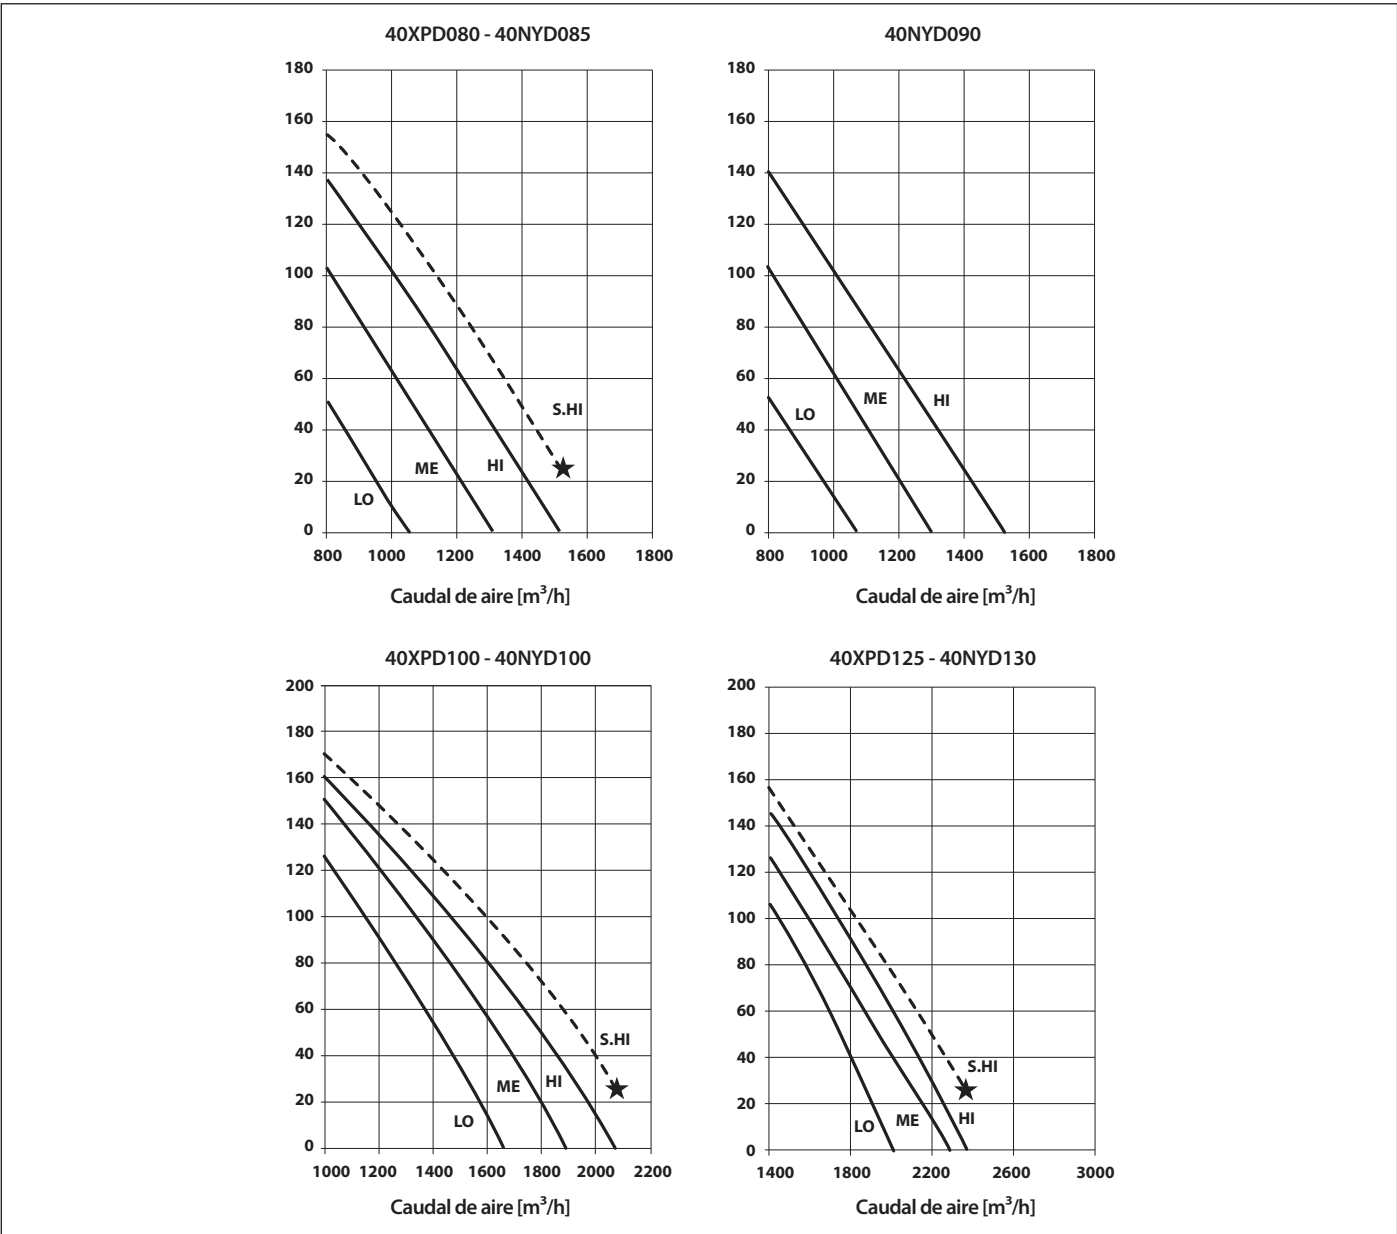 40XPD080 - 40NYD085
180
160
140
120
100
80
60
40
20
0
S.HI
HI
ME
LO
800 1000 1200 1400 1600 1800
Caudal de aire [m³/h]
40NYD090
180
160
140
120
100
80
60
40
20
0
LO
ME
HI
800 1000 1200 1400 1600 1800
Caudal de aire [m³/h]
40XPD100 - 40NYD100
200
180
160
140
120
100
80
60
40
20
0
S.HI
HI
ME
LO
1000 1200 1400 1600 1800 2000 2200
Caudal de aire [m³/h]
40XPD125 - 40NYD130
200
180
160
140
120
100
80
60
40
20
0
S.HI
HI
ME
LO
1400 1800 2200 2600 3000
Caudal de aire [m³/h]